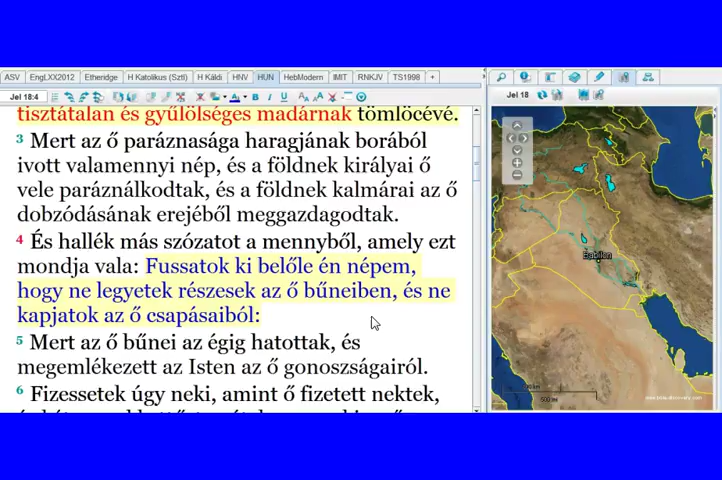 ASV EngLXX2012 Etheridge H Katolikus (Sztl) H Káldi HNV HUN HebModern IMIT RNKJV TS1998 +
Jel 18:4
Jel 18
tisztátalan és gyűlölséges madárnak tömlöcévé.
3 Mert az ő paráznasága haragjának borából
ivott valamennyi nép, és a földnek királyai ő
vele paráználkodtak, és a földnek kalmárai az ő
dobzódásának erejéből meggazdagodtak.
4 És hallék más szózatot a mennyből, amely ezt
mondja vala: Fussatok ki belőle én népem,
hogy ne legyetek részesek az ő bűneiben, és ne
kapjatok az ő csapásaiból:
5 Mert az ő bűnei az égig hatottak, és
megemlékezett az Isten az ő gonoszságairól.
6 Fizessetek úgy neki, amint ő fizetett nektek,
Babilon